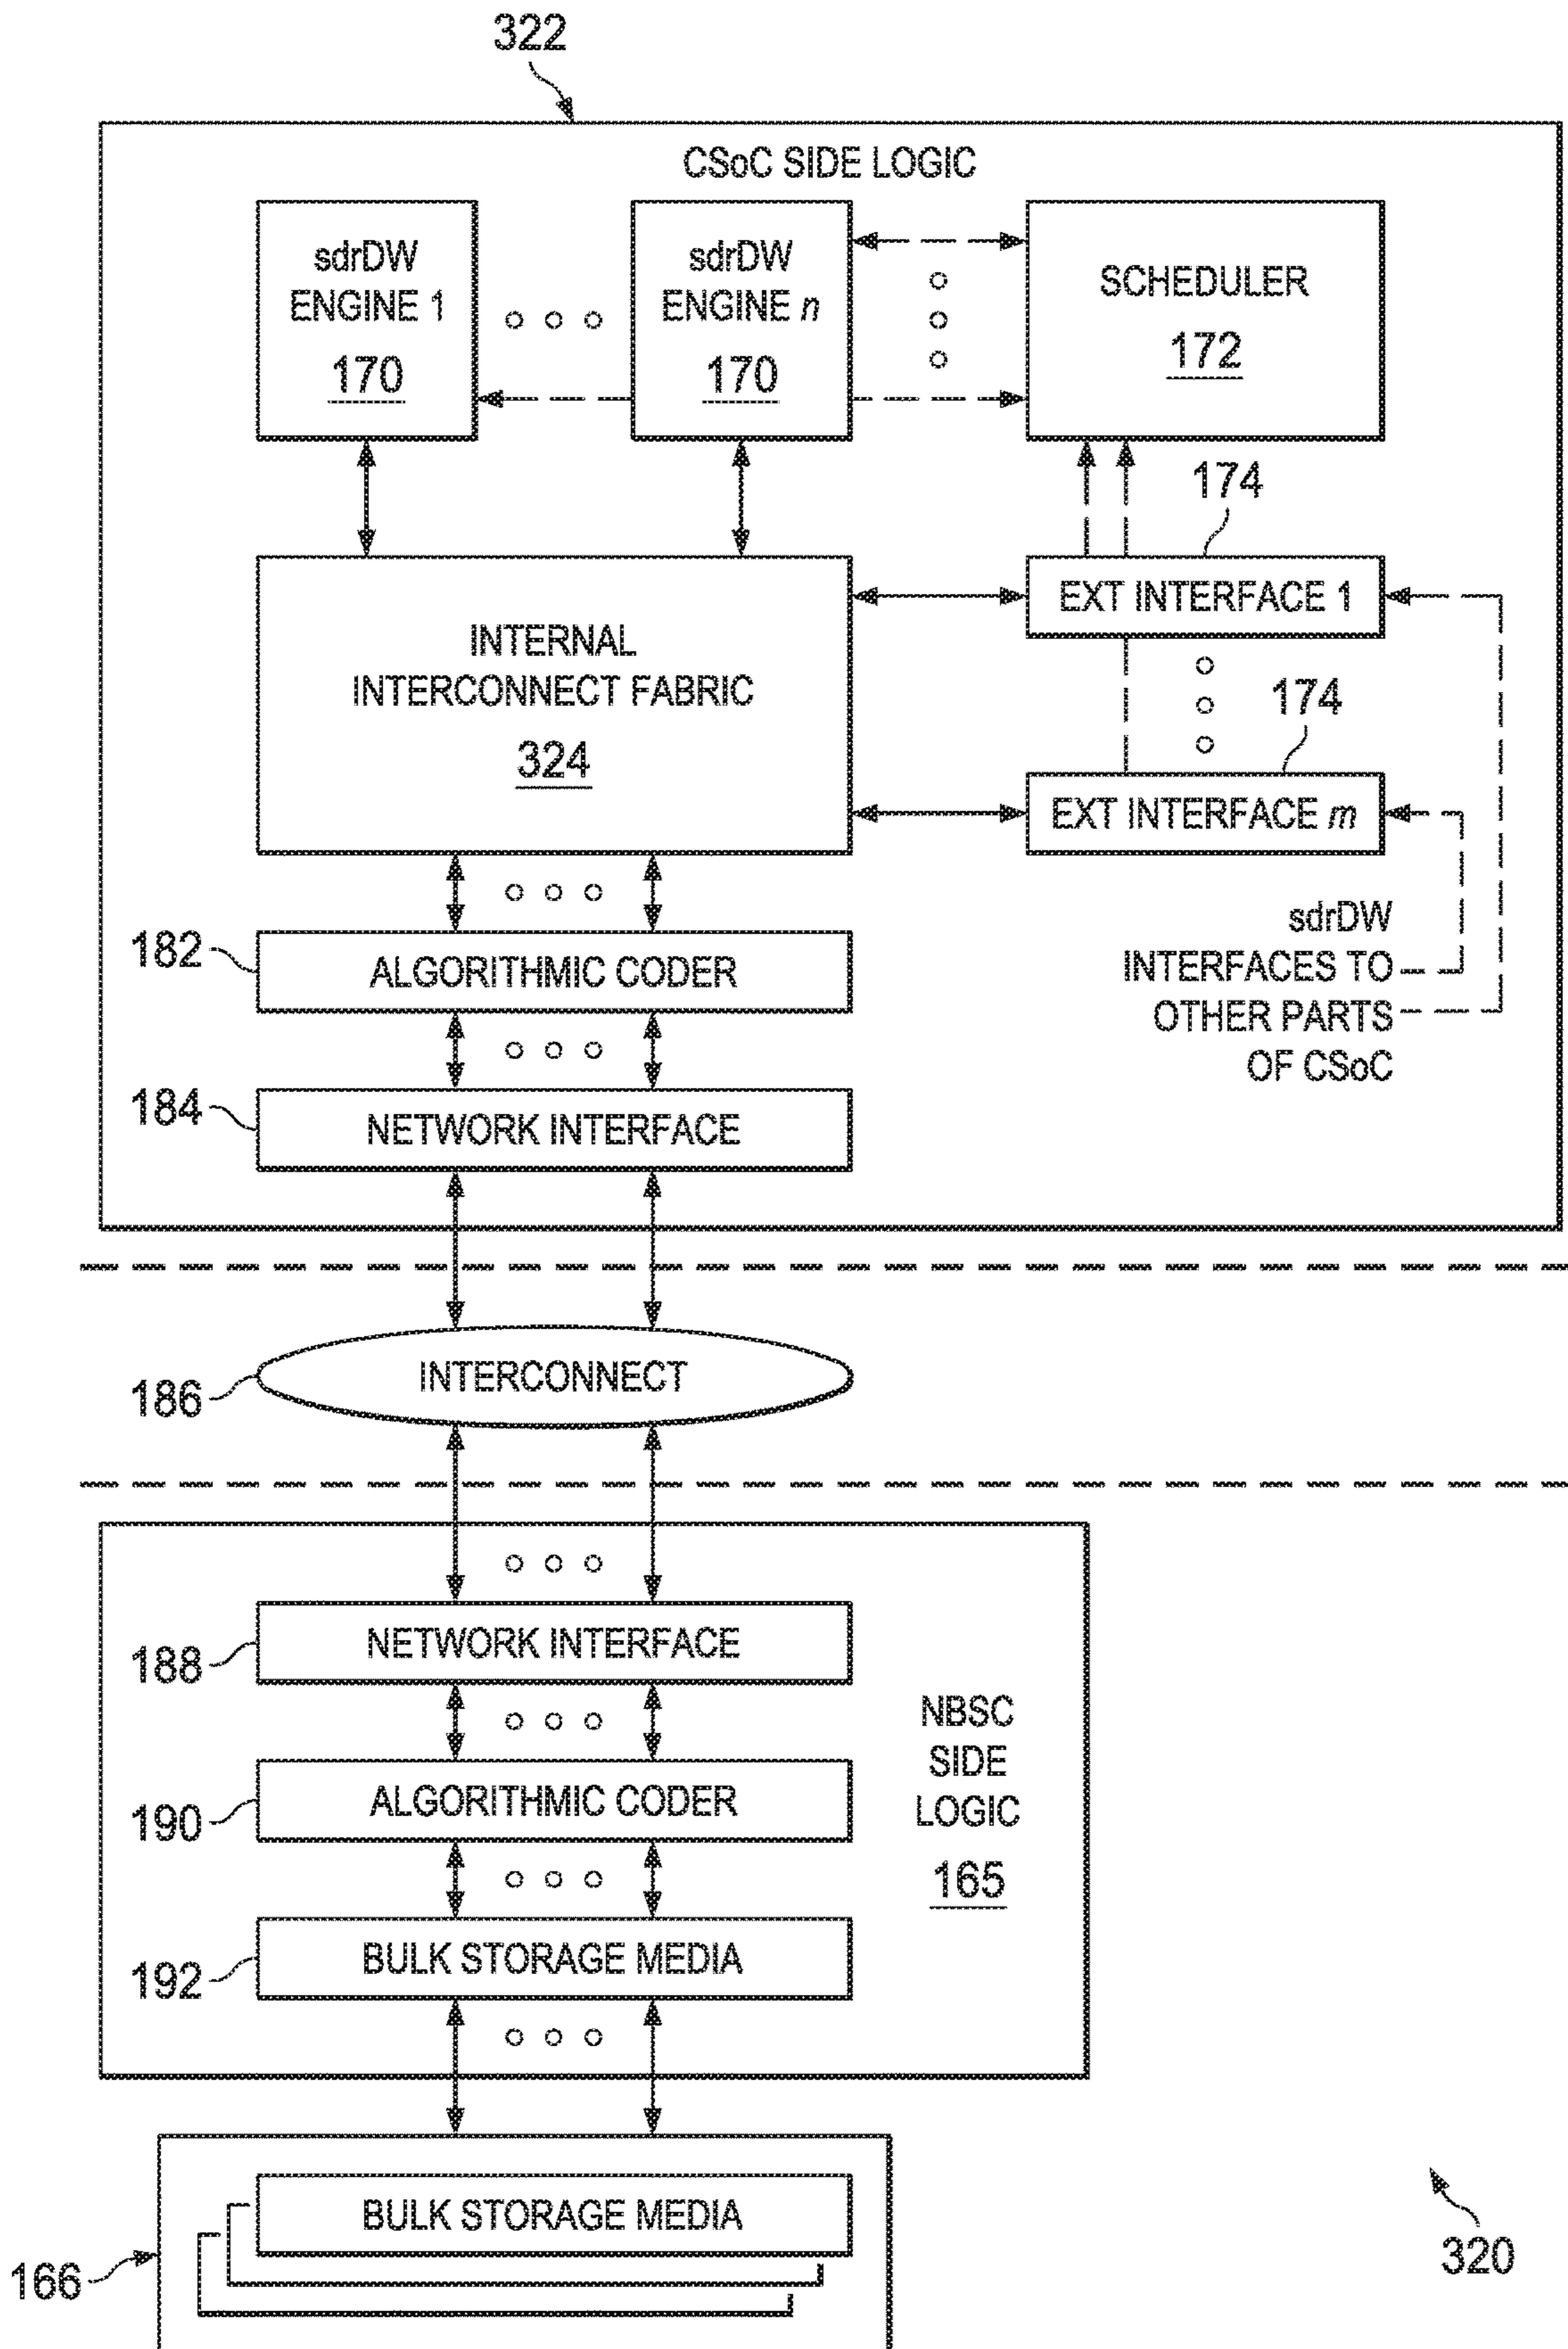 322
CSoC SIDE LOGIC
sdrDW
ENGINE 1
170
sdrDW
ENGINE n
170
SCHEDULER
172
174
EXT INTERFACE 1
INTERNAL
INTERCONNECT FABRIC
324
174
EXT INTERFACE m
sdrDW
INTERFACES TO
OTHER PARTS
OF CSoC
182
ALGORITHMIC CODER
184
NETWORK INTERFACE
186
INTERCONNECT
188
NETWORK INTERFACE
NBSC
SIDE
LOGIC
165
190
ALGORITHMIC CODER
192
BULK STORAGE MEDIA
166
BULK STORAGE MEDIA
320